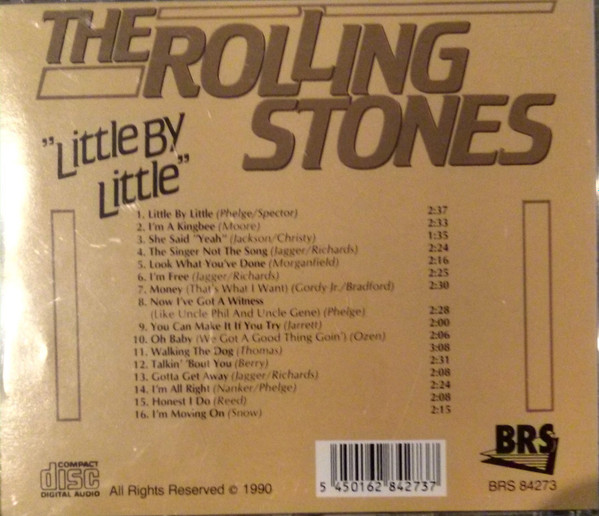 THE ROLLING
STONES
"Little By
Little"
1. Little By Little (Phelge/Spector) 2:37
2. I'm A Kingbee (Moore) 2:33
3. She Said "Yeah" (Jackson/Christy) 1:35
4. The Singer Not The Song (Jagger/Richards) 2:24
5. Look What You've Done (Morganfield) 2:16
6. I'm Free (Jagger/Richards) 2:25
7. Money (That's What I Want) (Gordy Jr./Bradford) 2:30
8. Now I've Got A Witness
(Like Uncle Phil And Uncle Gene) (Phelge) 2:28
9. You Can Make It If You Try (Jarrett) 2:00
10. Oh Baby (We Got A Good Thing Goin') (Ozen) 2:06
11. Walking The Dog (Thomas) 3:08
12. Talkin' 'Bout You (Berry) 2:31
13. Gotta Get Away (Jagger/Richards) 2:08
14. I'm All Right (Nanker/Phelge) 2:24
15. Honest I Do (Reed) 2:08
16. I'm Moving On (Snow) 2:15
COMPACT
disc
DIGITAL AUDIO
All Rights Reserved © 1990
5 450162 842737
BRS
BRS 84273